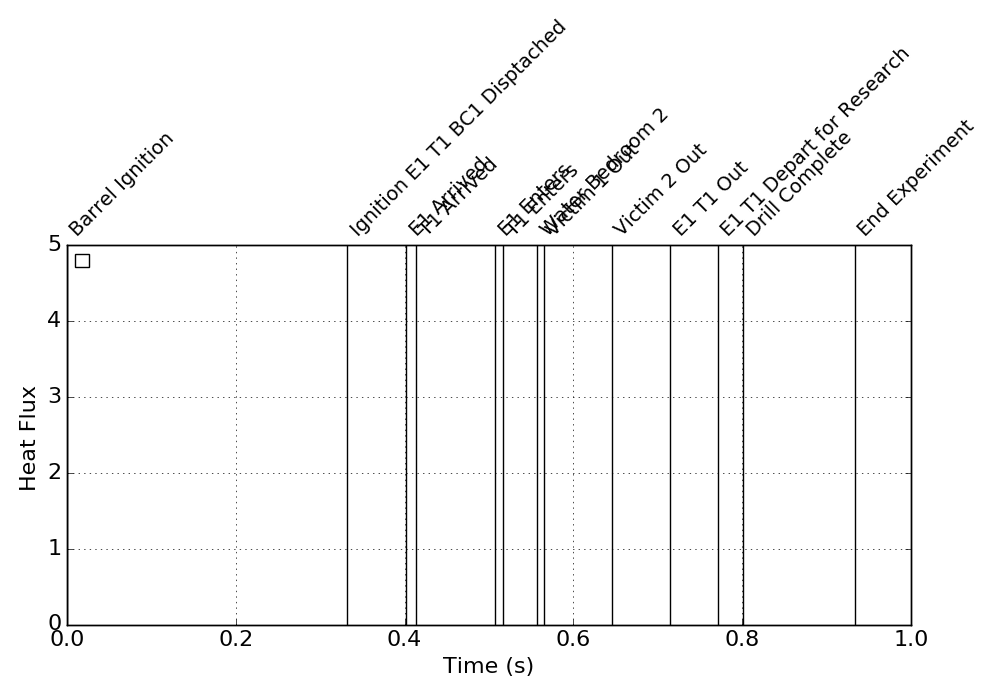 Barrel Ignition
Ignition E1 T1 BC1 Disptached
E1 Arrived
T1 Arrived
E1 Enters
T1 Enters
Water Bedroom 2
Victim 1 Out
Victim 2 Out
E1 T1 Out
E1 T1 Depart for Research
Drill Complete
End Experiment
5
4
3
2
1
0
Heat Flux
0.0 0.2 0.4 0.6 0.8 1.0
Time (s)